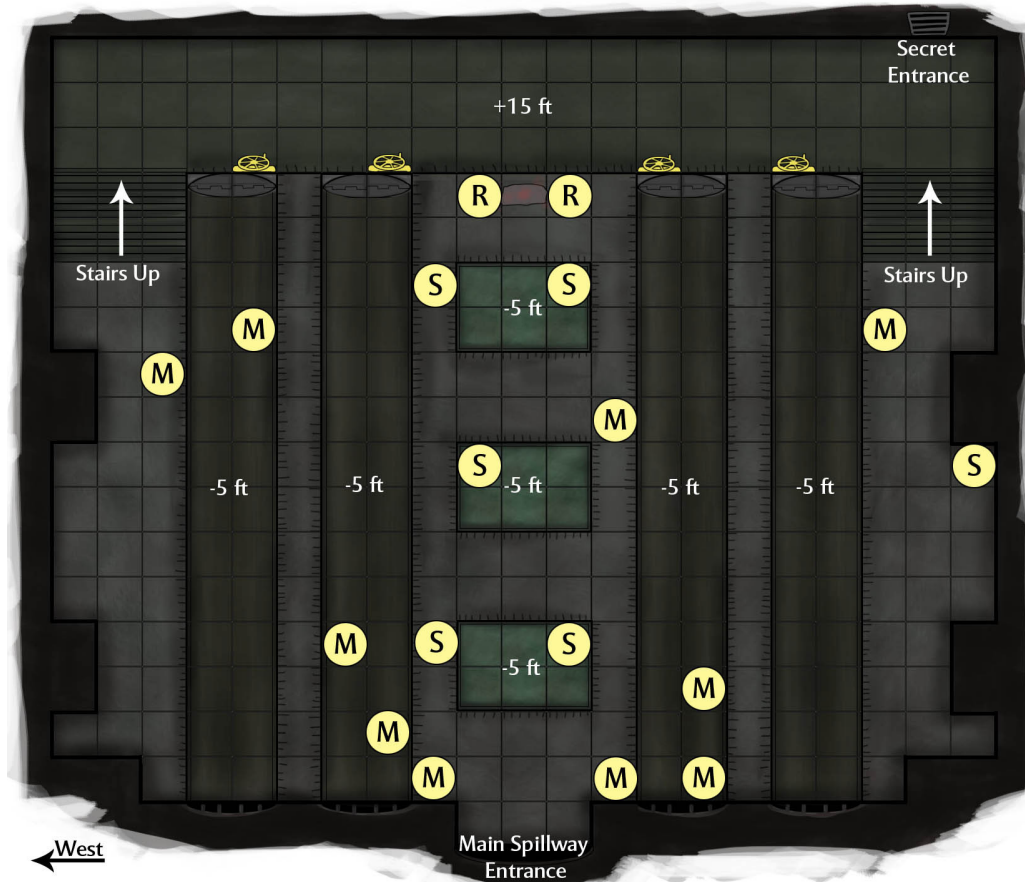 Secret
Entrance
+15 ft
R R
Stairs Up
Stairs Up
S S
-5 ft
M M
M
M
S S
-5 ft -5 ft -5 ft -5 ft -5 ft
M S S
-5 ft
M
M
M M M
Main Spillway
Entrance
West